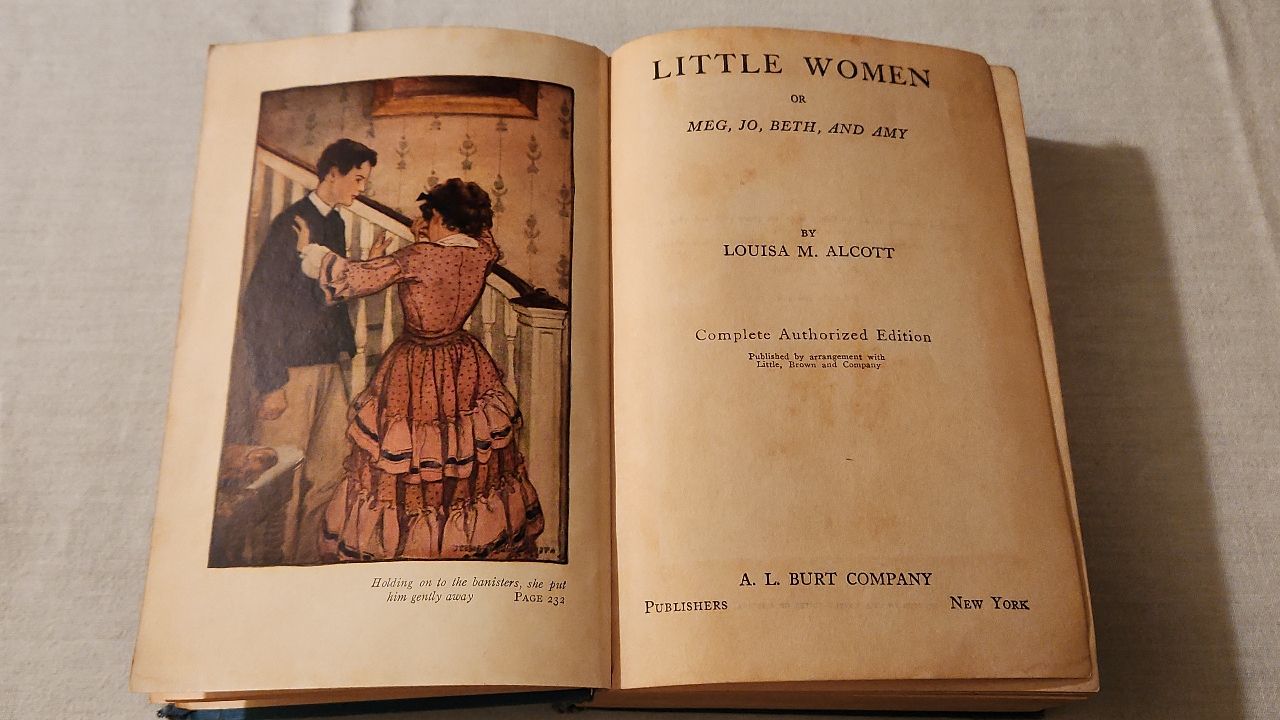 Holding on to the banisters, she put
him gently away PAGE 232
LITTLE WOMEN
OR
MEG, JO, BETH, AND AMY
BY
LOUISA M. ALCOTT
Complete Authorized Edition
Published by arrangement with
Little, Brown and Company
A. L. BURT COMPANY
PUBLISHERS NEW YORK